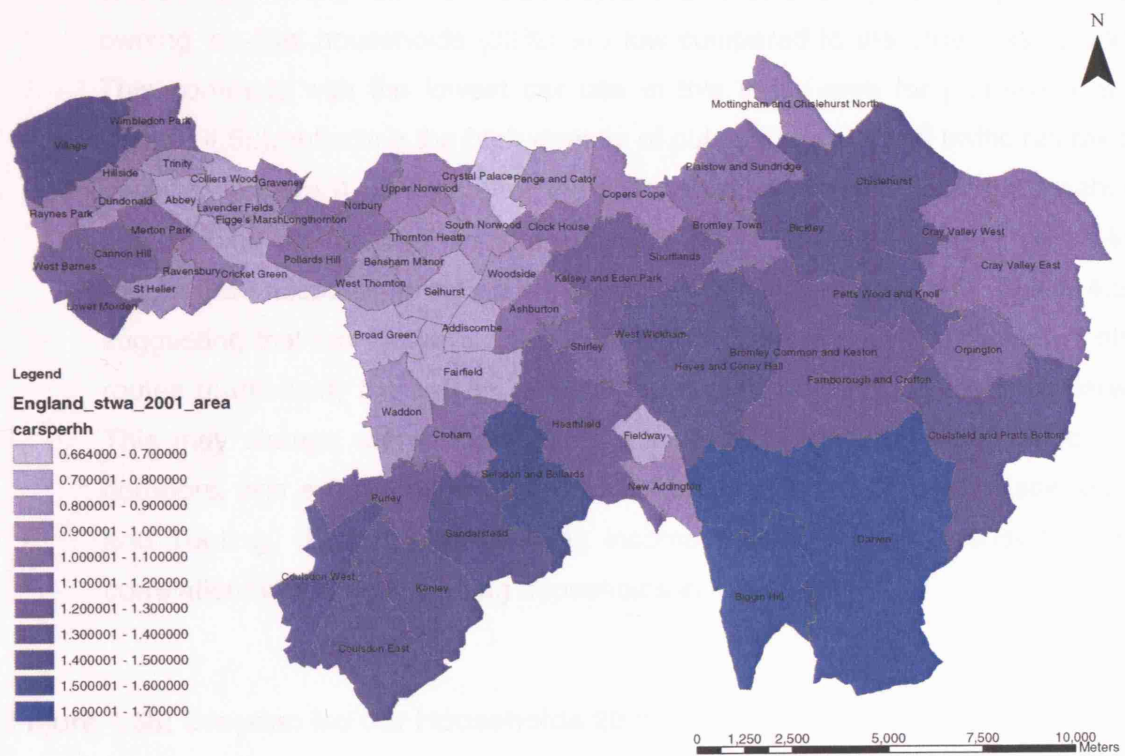 N
Mottingham and Chislehurst North
Wimbledon Park
Village
Trinity
Hillside
Colliers Wood
Graveney
Crystal Palace
Penge and Cator
Plaistow and Sundridge
Chislehurst
Dundonald
Abbey
Lavender Fields
Upper Norwood
Copers Cope
Raynes Park
Figge's Marsh
Longthornton
Norbury
South Norwood
Clock House
Bromley Town
Bickley
Cray Valley West
Merton Park
Thornton Heath
Cannon Hill
Pollards Hill
Bensham Manor
Shortlands
Cray Valley East
West Barnes
Ravensbury
Cricket Green
Woodside
Kelsey and Eden Park
St Helier
West Thornton
Selhurst
Petts Wood and Knoll
Lower Morden
Ashburton
Broad Green
Addiscombe
Shirley
West Wickham
Bromley Common and Keston
Orpington
Hayes and Coney Hall
Fairfield
Farnborough and Crofton
Legend
England_stwa_2001_area
carsperhh
0.664000 - 0.700000
0.700001 - 0.800000
0.800001 - 0.900000
0.900001 - 1.000000
1.000001 - 1.100000
1.100001 - 1.200000
1.200001 - 1.300000
1.300001 - 1.400000
1.400001 - 1.500000
1.500001 - 1.600000
1.600001 - 1.700000
Waddon
Croham
Heathfield
Fieldway
Chelsfield and Pratts Bottom
Selsdon and Ballards
New Addington
Purley
Sanderstead
Darwin
Coulsdon West
Kenley
Biggin Hill
Coulsdon East
0 1,250 2,500 5,000 7,500 10,000
Meters